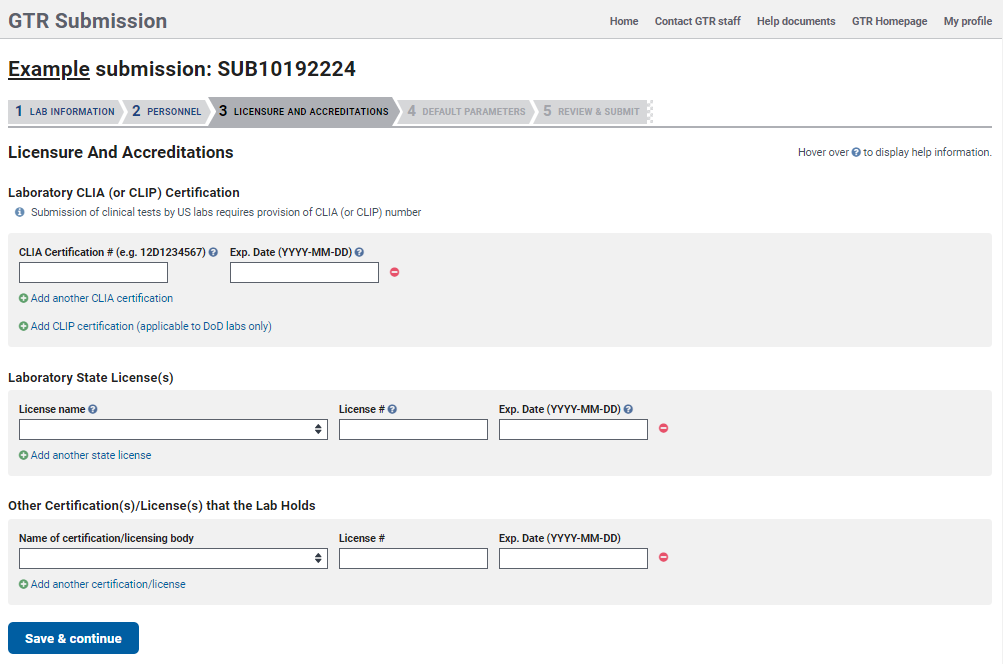 GTR Submission
Home Contact GTR staff Help documents GTR Homepage My profile
Example submission: SUB10192224
1 LAB INFORMATION 2 PERSONNEL 3 LICENSURE AND ACCREDITATIONS 4 DEFAULT PARAMETERS 5 REVIEW & SUBMIT
Licensure And Accreditations
Hover over ? to display help information.
Laboratory CLIA (or CLIP) Certification
Submission of clinical tests by US labs requires provision of CLIA (or CLIP) number
CLIA Certification # (e.g. 12D1234567) ? Exp. Date (YYYY-MM-DD) ?
Add another CLIA certification
Add CLIP certification (applicable to DoD labs only)
Laboratory State License(s)
License name ? License # ? Exp. Date (YYYY-MM-DD) ?
Add another state license
Other Certification(s)/License(s) that the Lab Holds
Name of certification/licensing body License # Exp. Date (YYYY-MM-DD)
Add another certification/license
Save & continue